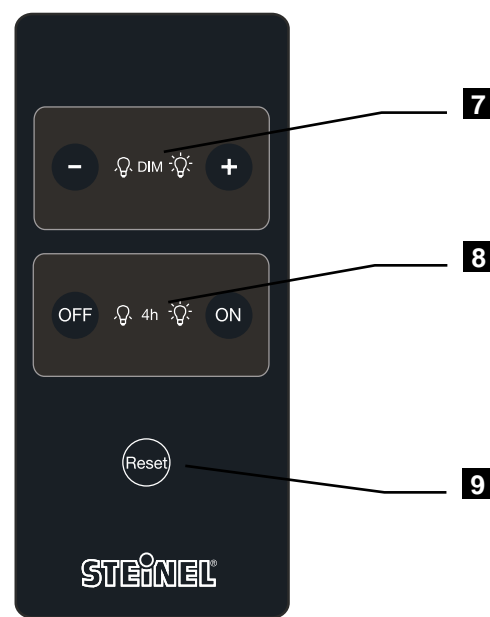 7
- DIM +
8
OFF 4h ON
Reset
9
STEINEL®